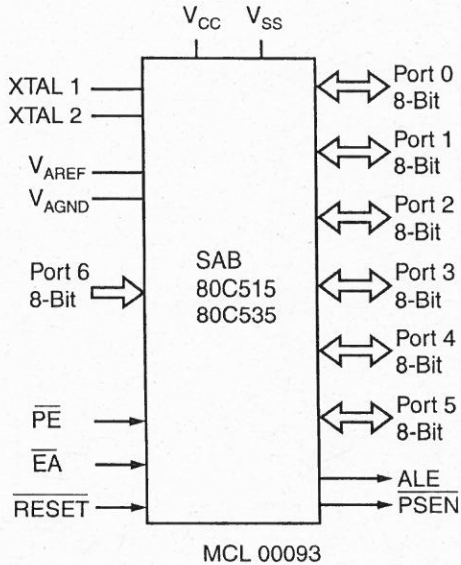 VCC VSS
XTAL 1
XTAL 2
VAREF
VAGND
Port 6
8-Bit
PE
EA
RESET
SAB
80C515
80C535
Port 0
8-Bit
Port 1
8-Bit
Port 2
8-Bit
Port 3
8-Bit
Port 4
8-Bit
Port 5
8-Bit
ALE
PSEN
MCL 00093